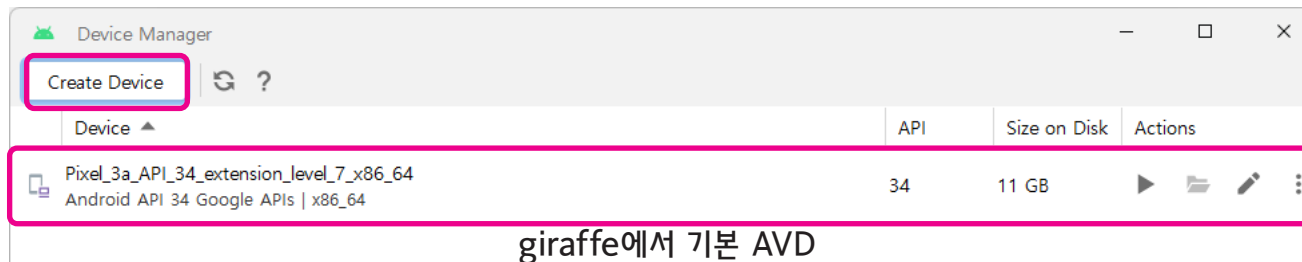 Device Manager
Create Device ?
Device API Size on Disk Actions
Pixel_3a_API_34_extension_level_7_x86_64
Android API 34 Google APIs | x86_64
34 11 GB
giraffe에서 기본 AVD